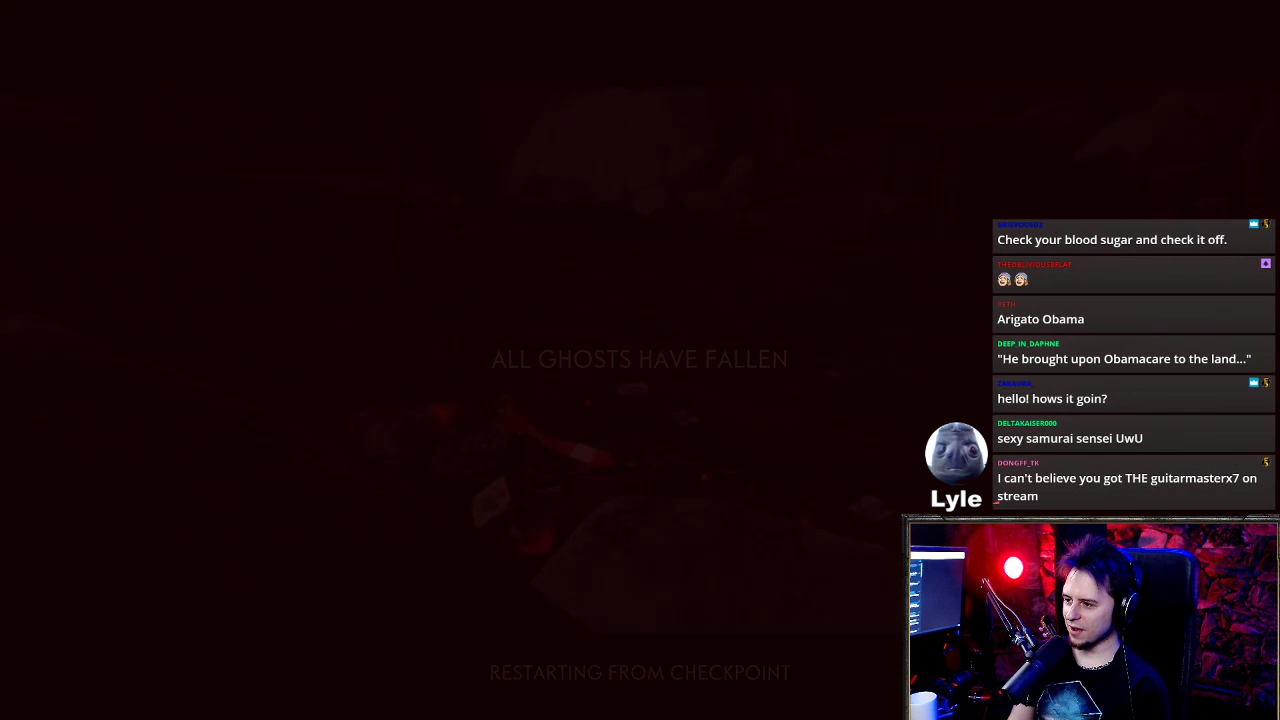 Check your blood sugar and check it off.
THEOBLIVIOUSBFLAT
SETH
Arigato Obama
DEEP_IN_DAPHNE
"He brought upon Obamacare to the land..."
hello! hows it goin?
DELTAKAISER000
sexy samurai sensei UwU
DONGFF_TK
I can't believe you got THE guitarmasterx7 on
stream
Lyle
ALL GHOSTS HAVE FALLEN
RESTARTING FROM CHECKPOINT